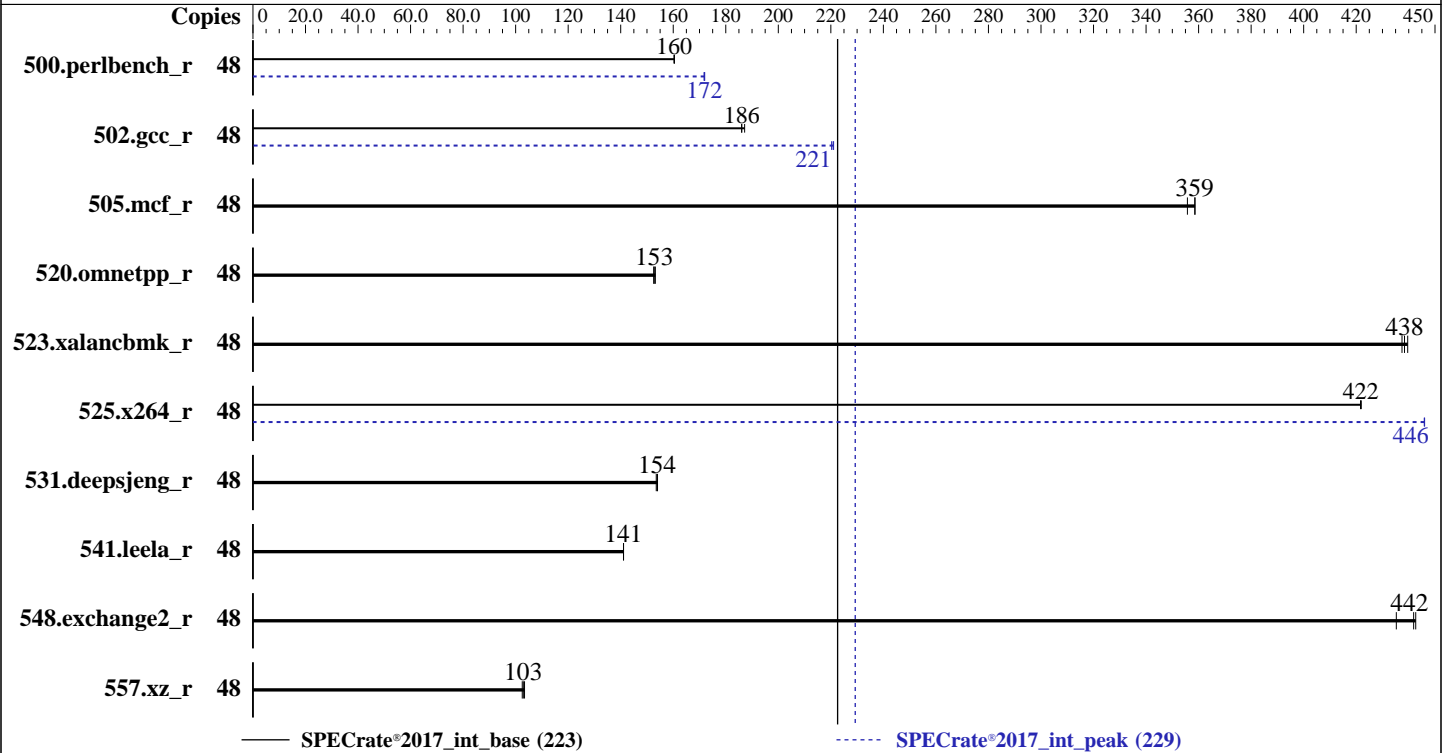 Copies 0 20.0 40.0 60.0 80.0 100 120 140 160 180 200 220 240 260 280 300 320 340 360 380 400 420 450
500.perlbench_r 48 160
172
502.gcc_r 48 186
221
505.mcf_r 48 359
520.omnetpp_r 48 153
523.xalancbmk_r 48 438
525.x264_r 48 422
446
531.deepsjeng_r 48 154
541.leela_r 48 141
548.exchange2_r 48 442
557.xz_r 48 103
SPECrate®2017_int_base (223) SPECrate®2017_int_peak (229)